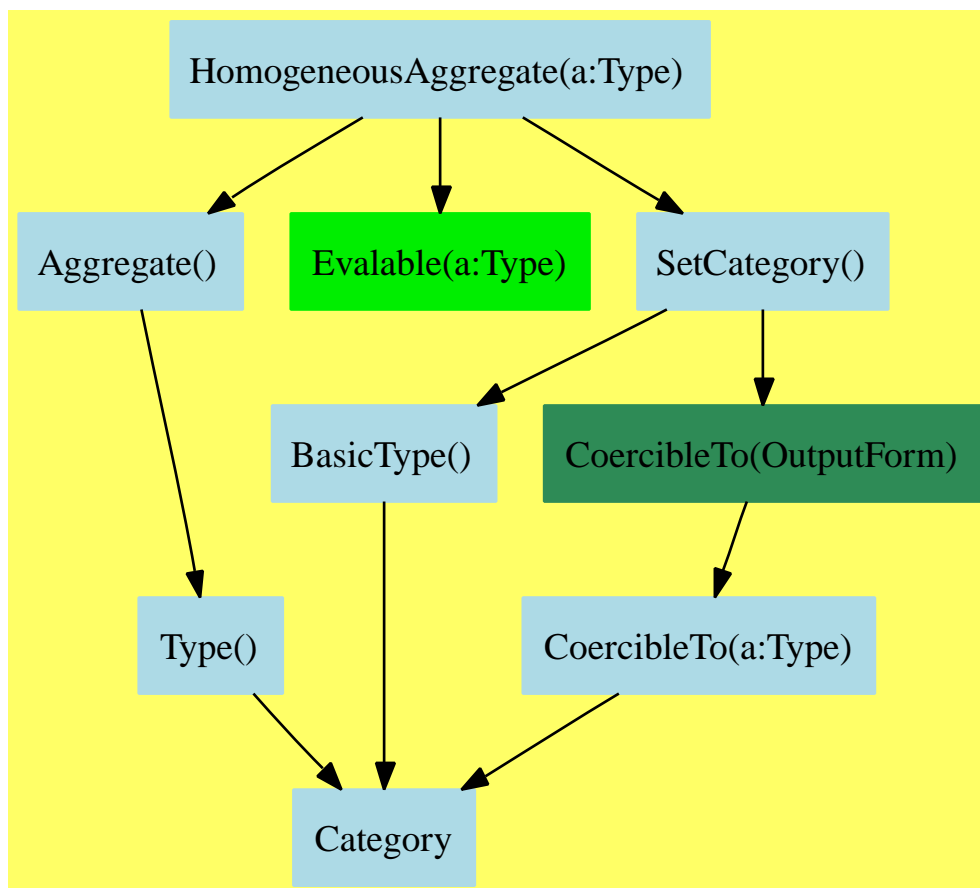 HomogeneousAggregate(a:Type)
Aggregate()
Evalable(a:Type)
SetCategory()
BasicType()
CoercibleTo(OutputForm)
Type()
CoercibleTo(a:Type)
Category